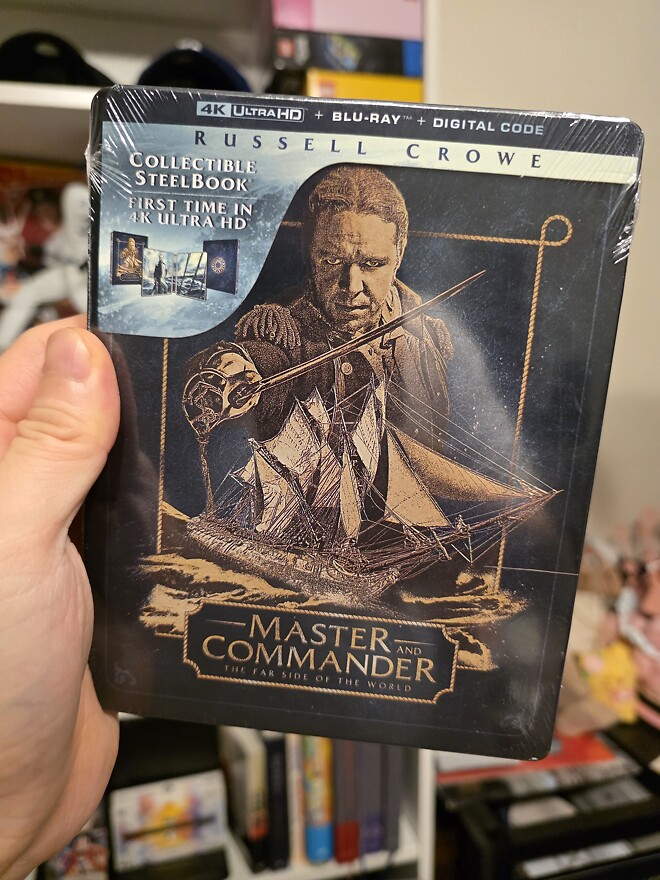 4K ULTRA HD + BLU-RAY™ + DIGITAL CODE
RUSSELL CROWE
COLLECTIBLE
STEELBOOK
FIRST TIME IN
4K ULTRA HD
MASTER AND
COMMANDER
THE FAR SIDE OF THE WORLD